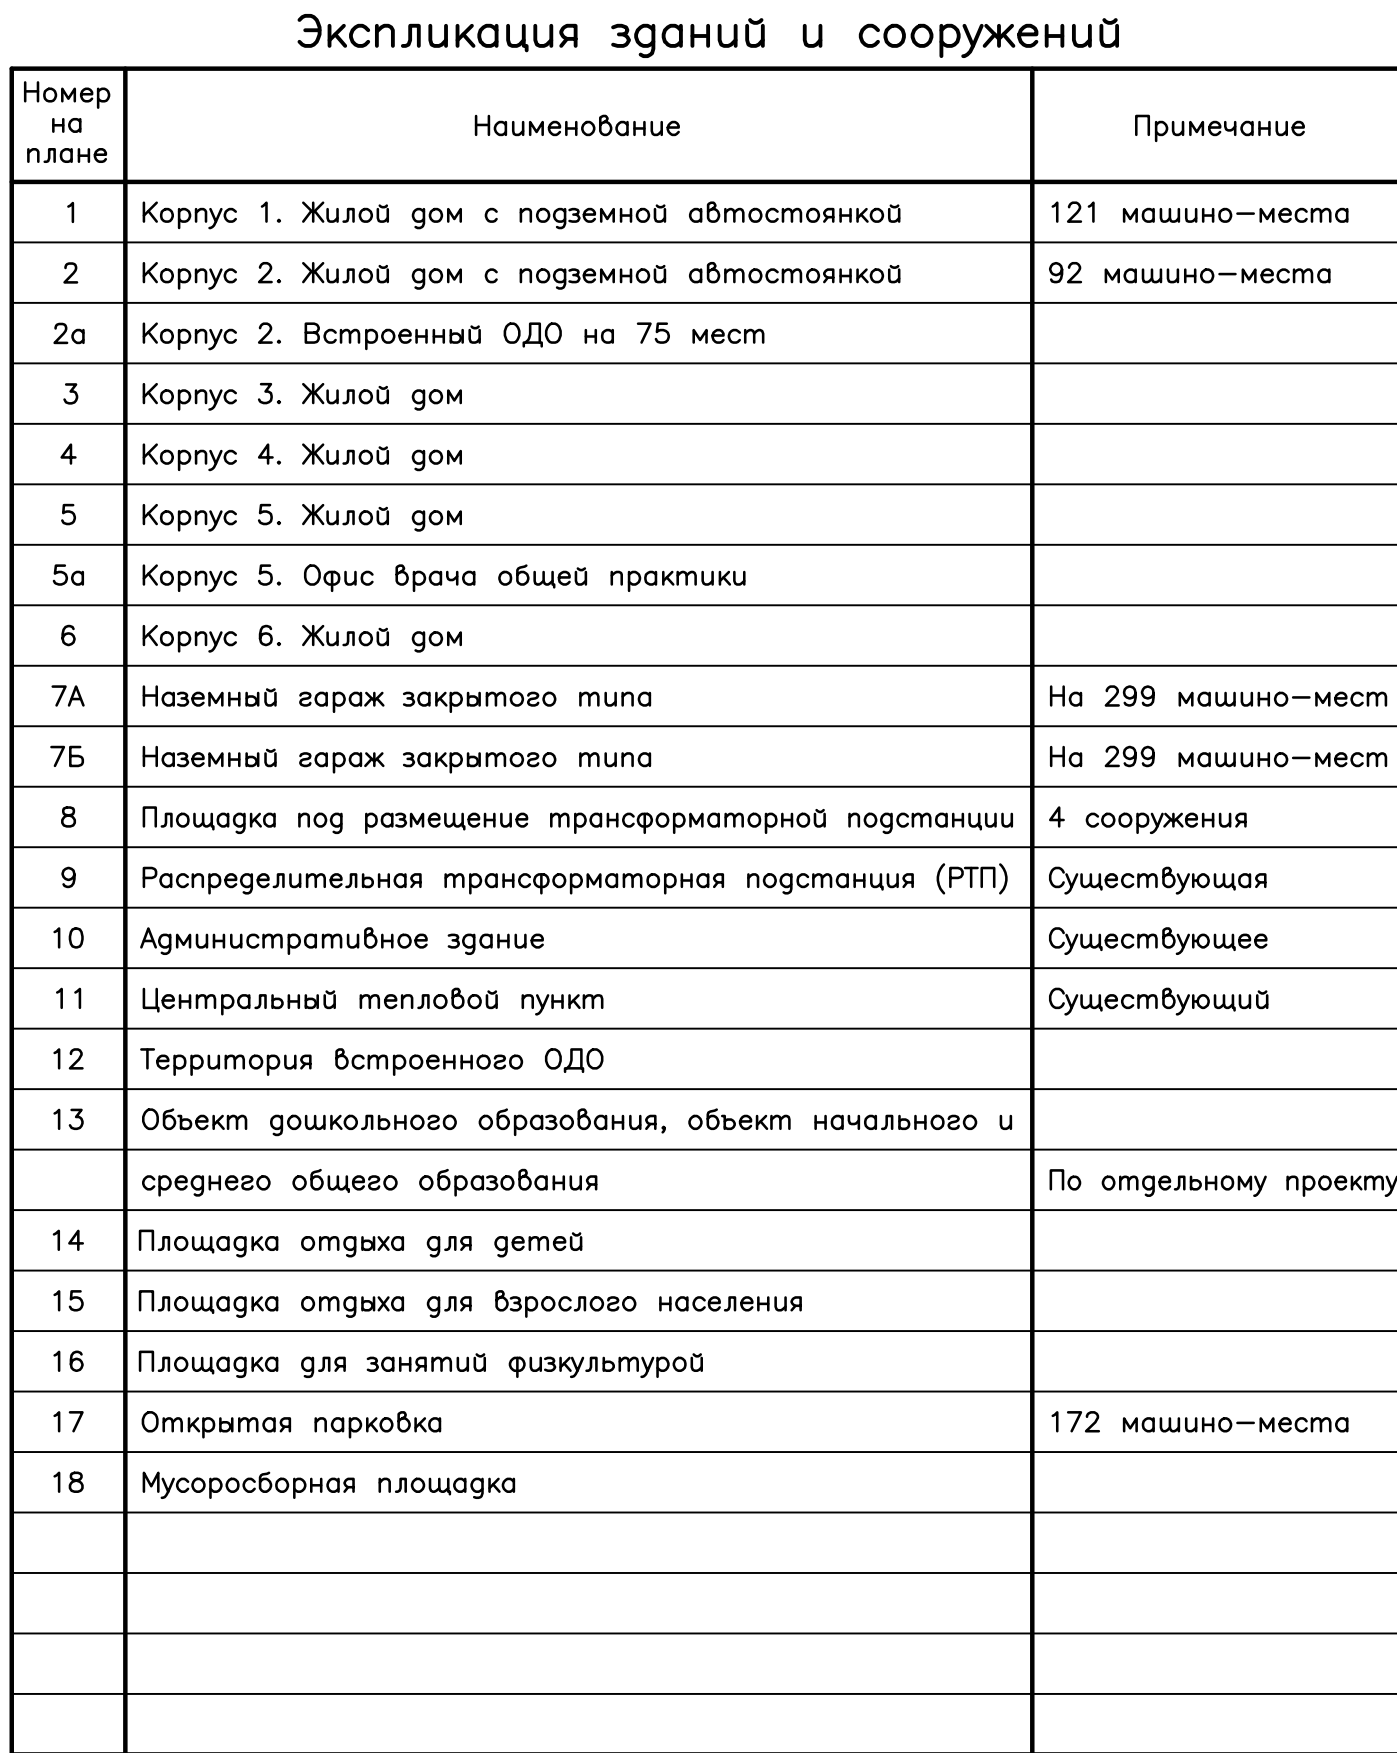 Экспликация зданий и сооружений
Номер на плане Наименование Примечание
1 Корпус 1. Жилой дом с подземной автостоянкой 121 машино-места
2 Корпус 2. Жилой дом с подземной автостоянкой 92 машино-места
2а Корпус 2. Встроенный ОДО на 75 мест
3 Корпус 3. Жилой дом
4 Корпус 4. Жилой дом
5 Корпус 5. Жилой дом
5а Корпус 5. Офис врача общей практики
6 Корпус 6. Жилой дом
7А Наземный гараж закрытого типа На 299 машино-мест
7Б Наземный гараж закрытого типа На 299 машино-мест
8 Площадка под размещение трансформаторной подстанции 4 сооружения
9 Распределительная трансформаторная подстанция (РТП) Существующая
10 Административное здание Существующее
11 Центральный тепловой пункт Существующий
12 Территория встроенного ОДО
13 Объект дошкольного образования, объект начального и
среднего общего образования По отдельному проекту
14 Площадка отдыха для детей
15 Площадка отдыха для взрослого населения
16 Площадка для занятий физкультурой
17 Открытая парковка 172 машино-места
18 Мусоросборная площадка